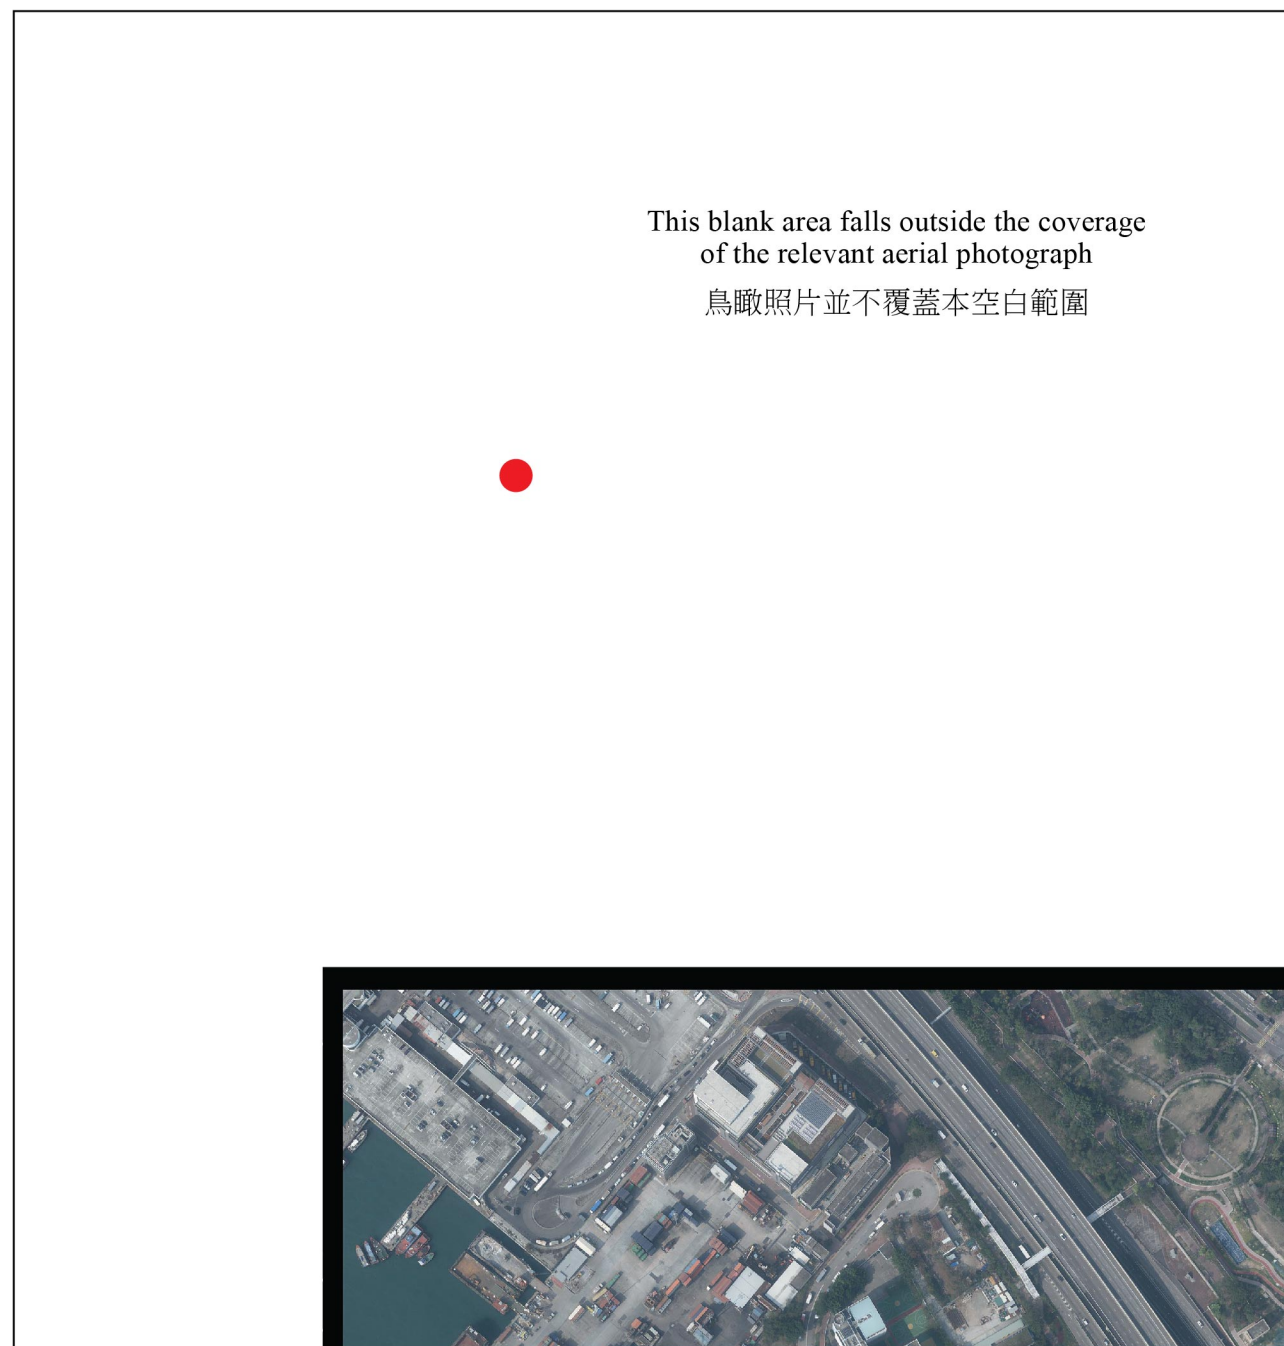 This blank area falls outside the coverage
of the relevant aerial photograph
鳥瞰照片並不覆蓋本空白範圍